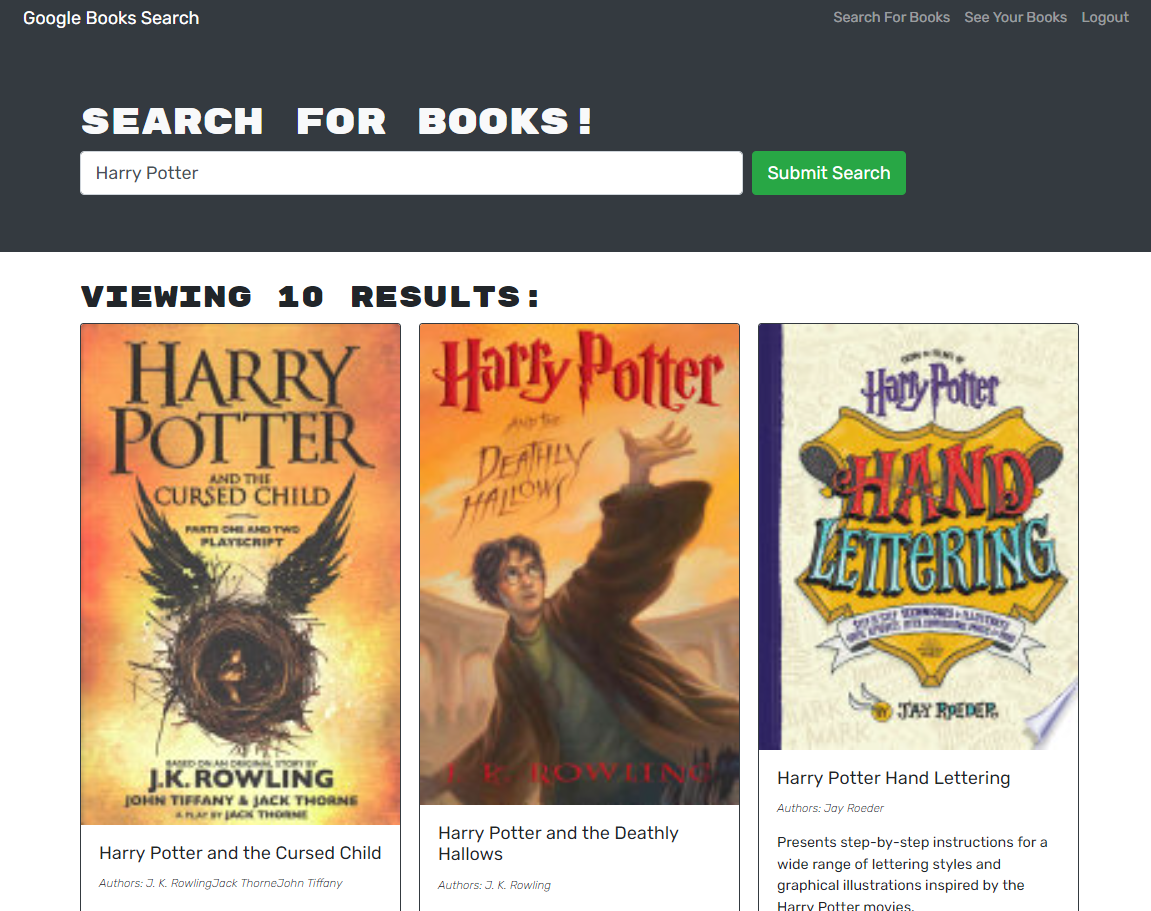 Google Books Search
Search For Books
See Your Books
Logout
SEARCH FOR BOOKS!
Harry Potter
Submit Search
VIEWING 10 RESULTS:
HARRY
POTTER
AND THE
CURSED CHILD
PARTS ONE AND TWO
PLAYSCRIPT
BASED ON AN ORIGINAL STORY BY
J.K. ROWLING
JOHN TIFFANY & JACK THORNE
A PLAY BY JACK THORNE
Harry Potter and the Cursed Child
Authors: J. K. RowlingJack ThorneJohn Tiffany
Harry Potter
AND THE
DEATHLY
HALLOWS
J. K. ROWLING
Harry Potter and the Deathly
Hallows
Authors: J. K. Rowling
FROM THE FILMS OF
Harry Potter
HAND
LETTERING
BY JAY ROEDER
Harry Potter Hand Lettering
Authors: Jay Roeder
Presents step-by-step instructions for a
wide range of lettering styles and
graphical illustrations inspired by the
Harry Potter movies.